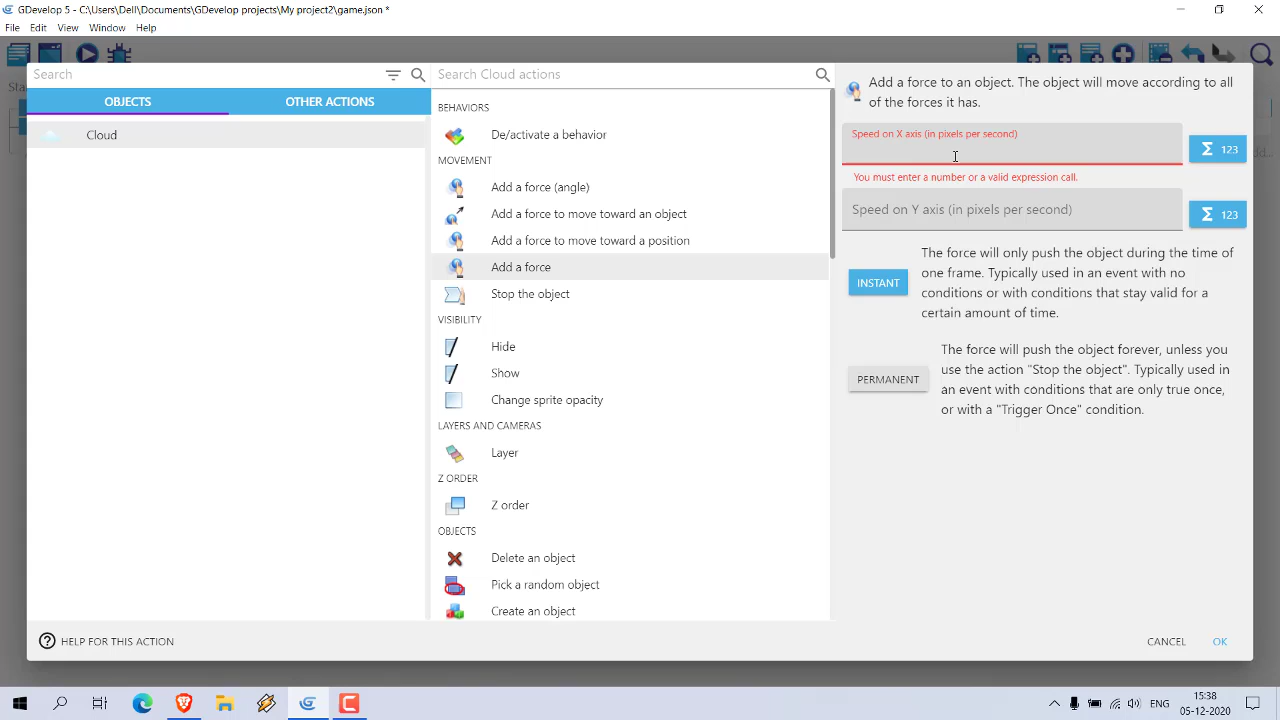 GDevelop 5 - C:\Users\Dell\GDevelop projects\My project2\game.json *
File Edit View Window Help
Search
Search Cloud actions
OBJECTS OTHER ACTIONS
Cloud
BEHAVIORS
De/activate a behavior
MOVEMENT
Add a force (angle)
Add a force to move toward an object
Add a force to move toward a position
Add a force
Stop the object
VISIBILITY
Hide
Show
Change sprite opacity
LAYERS AND CAMERAS
Layer
Z ORDER
Z order
OBJECTS
Delete an object
Pick a random object
Create an object
Add a force to an object. The object will move according to all
of the forces it has.
Speed on X axis (in pixels per second)
Σ 123
You must enter a number or a valid expression call.
Speed on Y axis (in pixels per second)
Σ 123
INSTANT
The force will only push the object during the time of
one frame. Typically used in an event with no
conditions or with conditions that stay valid for a
certain amount of time.
PERMANENT
The force will push the object forever, unless you
use the action "Stop the object". Typically used in
an event with conditions that are only true once,
or with a "Trigger Once" condition.
HELP FOR THIS ACTION
CANCEL OK
ENG
15:38
05-12-2020